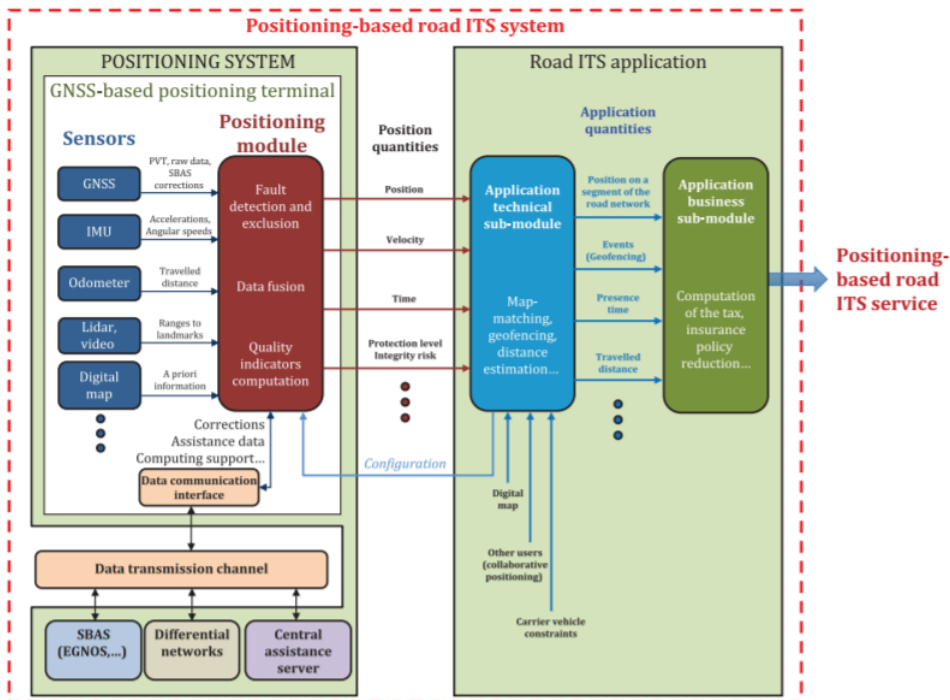 Positioning-based road ITS system
POSITIONING SYSTEM
GNSS-based positioning terminal
Sensors
Positioning
module
GNSS
IMU
Odometer
Lidar,
video
Digital
map
PVT, raw data,
SBAS
corrections
Accelerations,
Angular speeds
Travelled
distance
Ranges to
landmarks
A priori
information
Fault
detection and
exclusion
Data fusion
Quality
indicators
computation
Corrections
Assistance data
Computing support...
Data communication
interface
Data transmission channel
SBAS
(EGNOS,...)
Differential
networks
Central
assistance
server
Position
quantities
Position
Velocity
Time
Protection level
Integrity risk
Configuration
Road ITS application
Application
quantities
Application
technical
sub-module
Map-
matching,
geofencing,
distance
estimation...
Position on a
segment of the
road network
Events
(Geofencing)
Presence
time
Travelled
distance
Application
business
sub-module
Computation
of the tax,
insurance
policy
reduction...
Digital
map
Other users
(collaborative
positioning)
Carrier vehicle
constraints
Positioning-
based road
ITS service